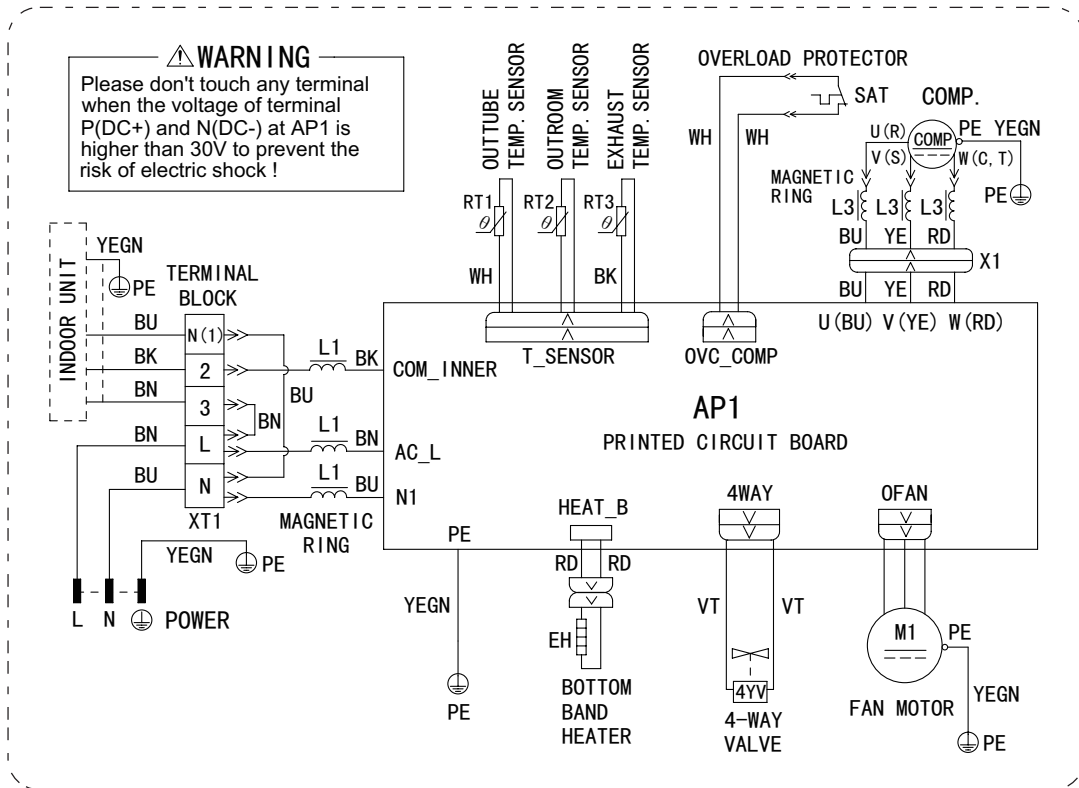 ⚠WARNING
Please don't touch any terminal
when the voltage of terminal
P(DC+) and N(DC-) at AP1 is
higher than 30V to prevent the
risk of electric shock !
OUTTUBE
TEMP. SENSOR
OUTROOM
TEMP. SENSOR
EXHAUST
TEMP. SENSOR
RT1
θ
RT2
θ
RT3
θ
WH
BK
T_SENSOR
OVERLOAD PROTECTOR
SAT
WH
WH
OVC_COMP
COMP.
U(R)
COMP
PE YEGN
V(S)
W(C, T)
PE
MAGNETIC
RING
L3
L3
L3
BU
YE
RD
X1
BU
YE
RD
U(BU) V(YE) W(RD)
INDOOR UNIT
YEGN
PE
TERMINAL
BLOCK
BU
N(1)
BK
2
BN
3
BN
L
BU
N
XT1
BU
BN
L1
BK
COM_INNER
L1
BN
AC_L
L1
BU
N1
MAGNETIC
RING
YEGN
PE
L
N
POWER
AP1
PRINTED CIRCUIT BOARD
PE
YEGN
PE
HEAT_B
RD
RD
EH
BOTTOM
BAND
HEATER
4WAY
VT
VT
4YV
4-WAY
VALVE
OFAN
M1
PE
YEGN
FAN MOTOR
PE